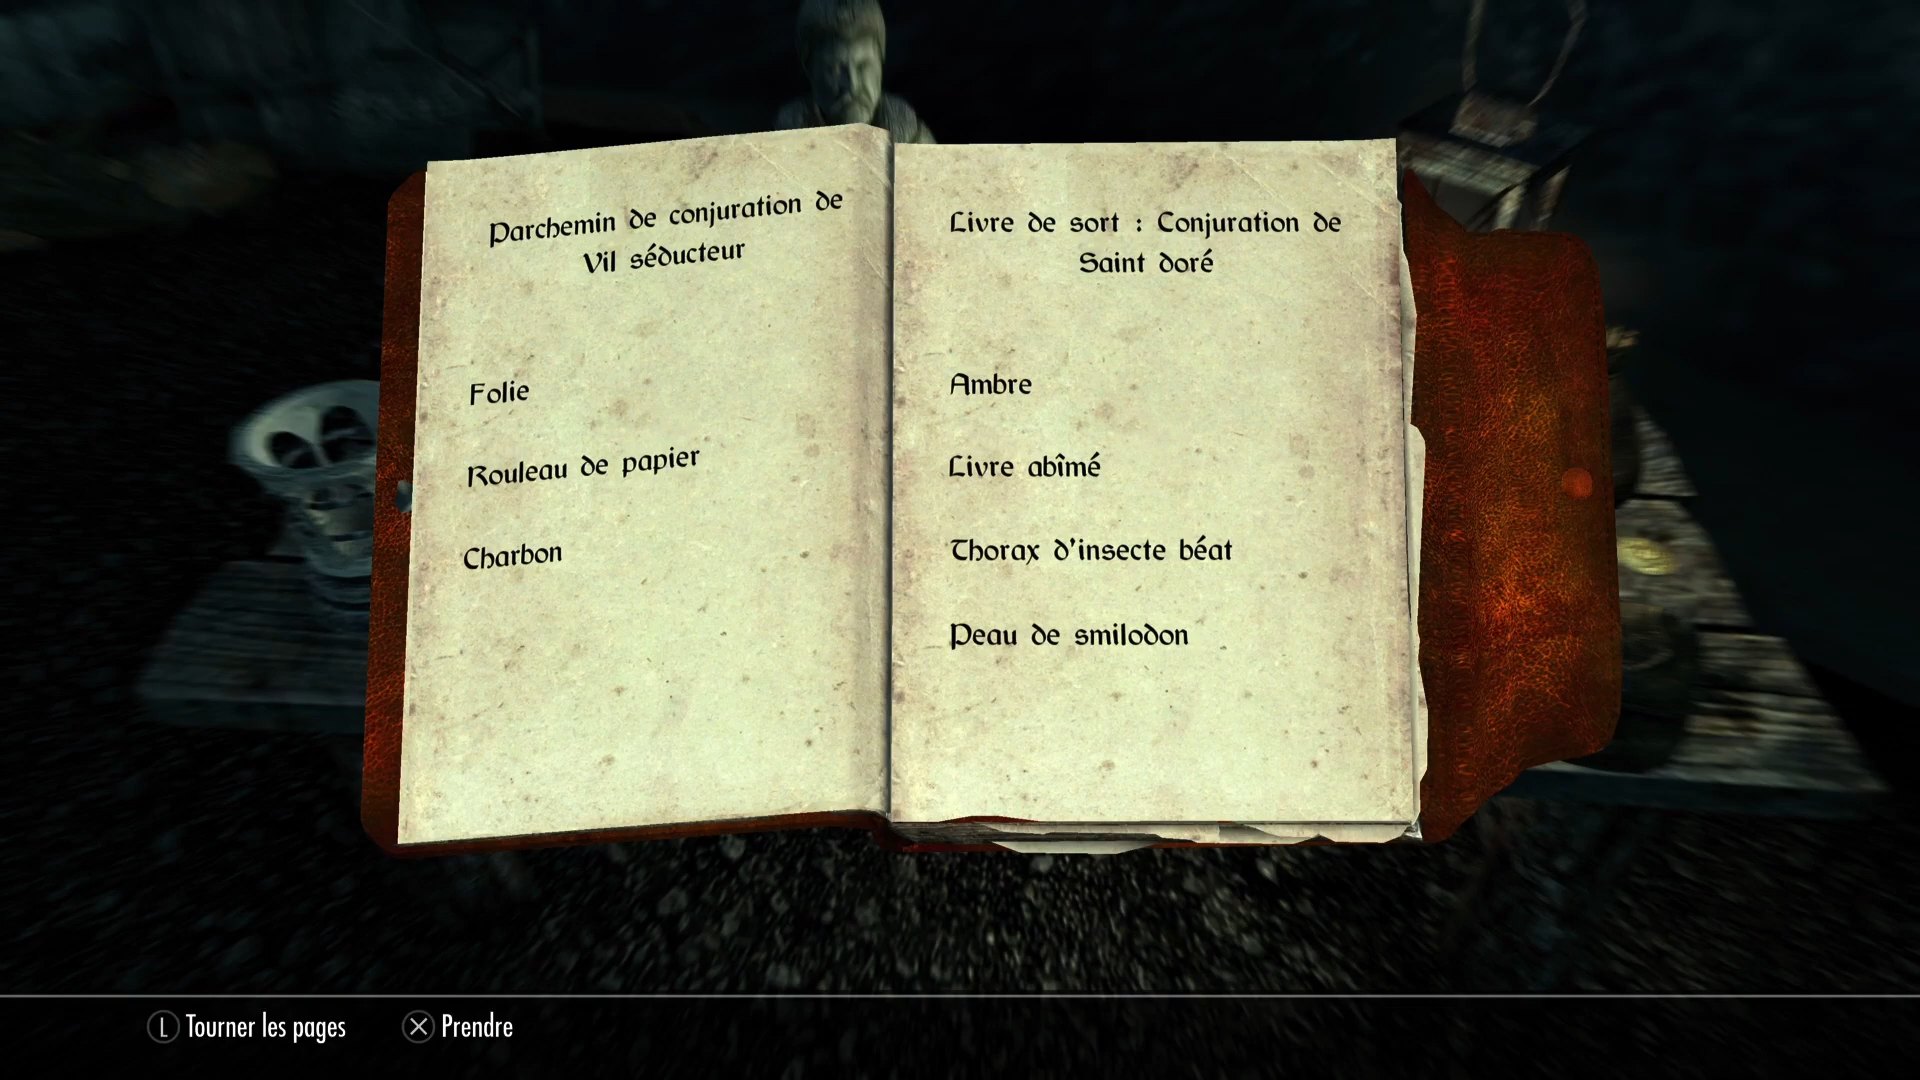 Parchemin de conjuration de
Vil séducteur
Folie
Rouleau de papier
Charbon
Livre de sort : Conjuration de
Saint doré
Ambre
Livre abîmé
Thorax d'insecte béat
Peau de smilodon
L Tourner les pages
X Prendre